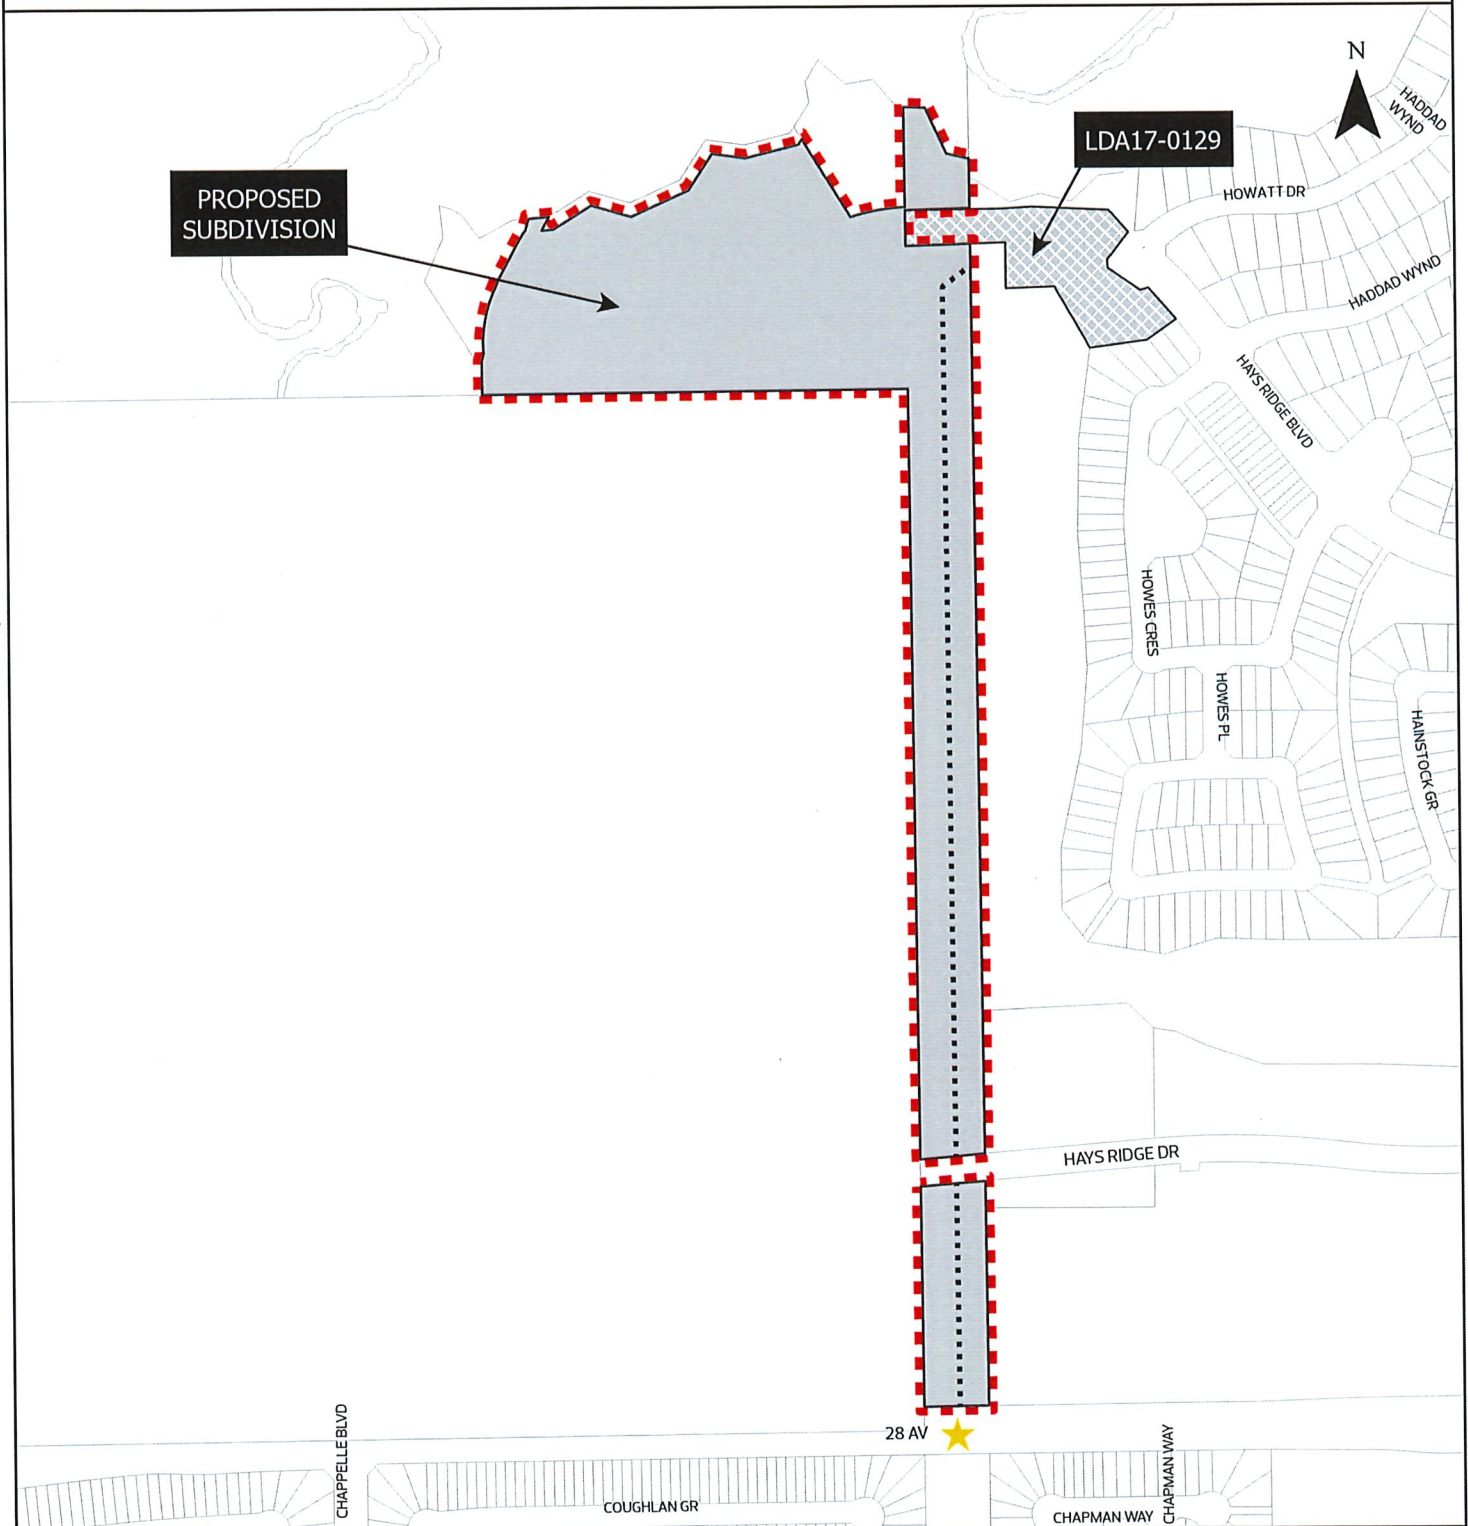 N
HADDAD
WYND
LDA17-0129
PROPOSED
SUBDIVISION
HOWATT DR
HADDAD WYND
HAYS RIDGE BLVD
HOWES CRES
HOWES PL
HAINSTOCK GR
HAYS RIDGE DR
28 AV
CHAPPELLE BLVD
CHAPMAN WAY
COUGHLAN GR
CHAPMAN WAY